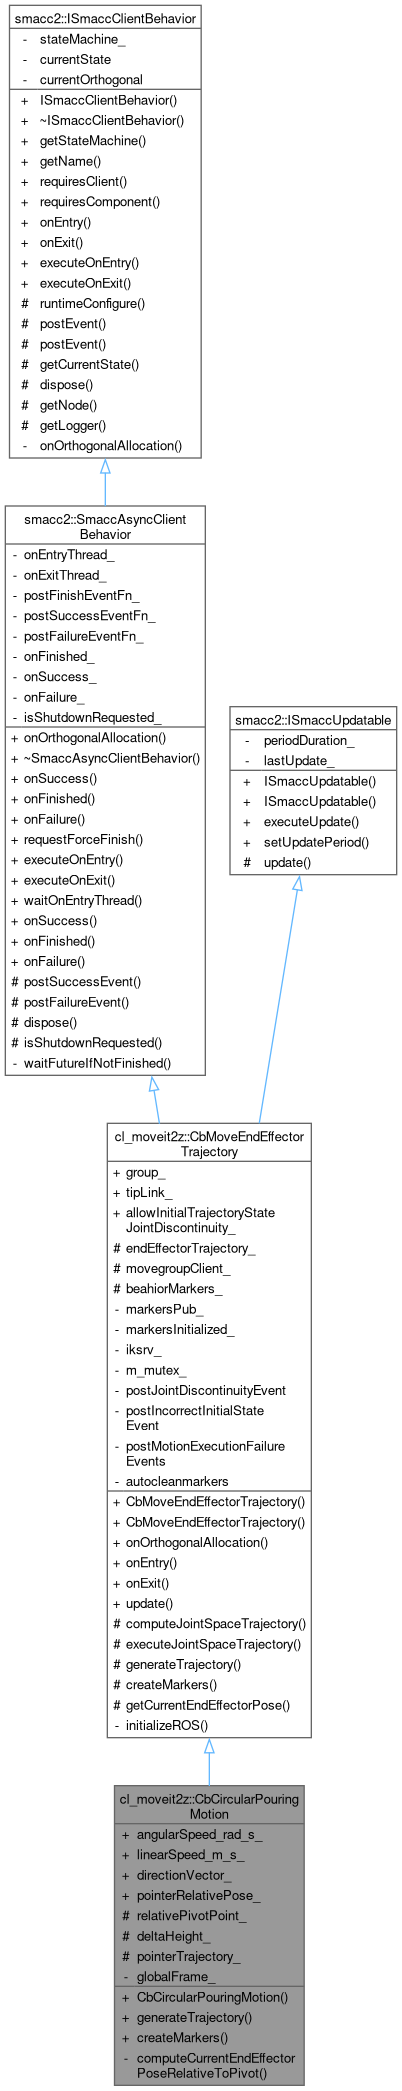 smacc2::ISmaccClientBehavior
- stateMachine_
- currentState
- currentOrthogonal
+ ISmaccClientBehavior()
+ ~ISmaccClientBehavior()
+ getStateMachine()
+ getName()
+ requiresClient()
+ requiresComponent()
+ onEntry()
+ onExit()
+ executeOnEntry()
+ executeOnExit()
# runtimeConfigure()
# postEvent()
# postEvent()
# getCurrentState()
# dispose()
# getNode()
# getLogger()
- onOrthogonalAllocation()
smacc2::SmaccAsyncClient
Behavior
- onEntryThread_
- onExitThread_
- postFinishEventFn_
- postSuccessEventFn_
- postFailureEventFn_
- onFinished_
- onSuccess_
- onFailure_
- isShutdownRequested_
+ onOrthogonalAllocation()
+ ~SmaccAsyncClientBehavior()
+ onSuccess()
+ onFinished()
+ onFailure()
+ requestForceFinish()
+ executeOnEntry()
+ executeOnExit()
+ waitOnEntryThread()
+ onSuccess()
+ onFinished()
+ onFailure()
# postSuccessEvent()
# postFailureEvent()
# dispose()
# isShutdownRequested()
- waitFutureIfNotFinished()
smacc2::ISmaccUpdatable
- periodDuration_
- lastUpdate_
+ ISmaccUpdatable()
+ ISmaccUpdatable()
+ executeUpdate()
+ setUpdatePeriod()
# update()
cl_moveit2z::CbMoveEndEffector
Trajectory
+ group_
+ tipLink_
+ allowInitialTrajectoryState
JointDiscontinuity_
# endEffectorTrajectory_
# movegroupClient_
# beahiorMarkers_
- markersPub_
- markersInitialized_
- iksrv_
- m_mutex_
- postJointDiscontinuityEvent
- postIncorrectInitialState
Event
- postMotionExecutionFailure
Events
- autocleanmarkers
+ CbMoveEndEffectorTrajectory()
+ CbMoveEndEffectorTrajectory()
+ onOrthogonalAllocation()
+ onEntry()
+ onExit()
+ update()
# computeJointSpaceTrajectory()
# executeJointSpaceTrajectory()
# generateTrajectory()
# createMarkers()
# getCurrentEndEffectorPose()
- initializeROS()
cl_moveit2z::CbCircularPouring
Motion
+ angularSpeed_rad_s_
+ linearSpeed_m_s_
+ directionVector_
+ pointerRelativePose_
# relativePivotPoint_
# deltaHeight_
# pointerTrajectory_
- globalFrame_
+ CbCircularPouringMotion()
+ generateTrajectory()
+ createMarkers()
- computeCurrentEndEffector
PoseRelativeToPivot()